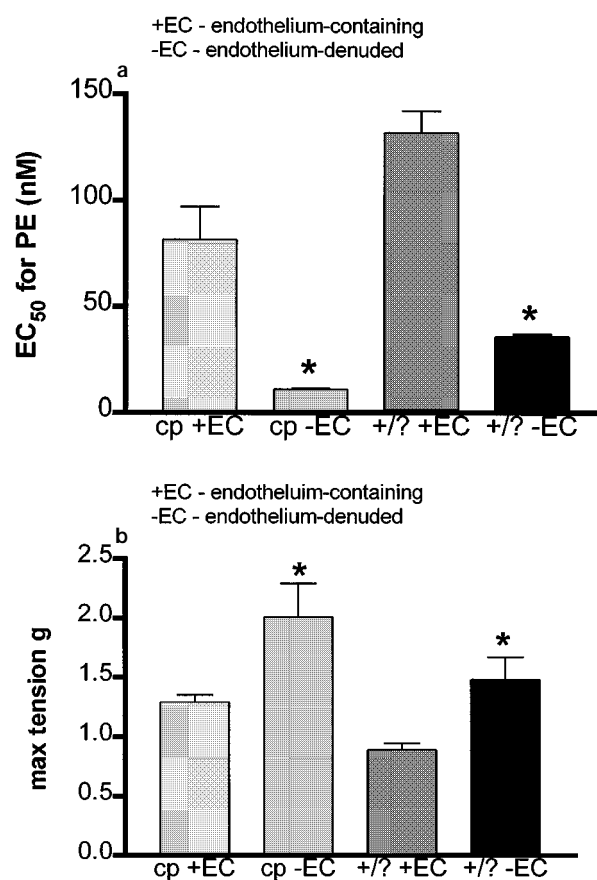 +EC - endothelium-containing
-EC - endothelium-denuded
a
150
100
50
0
EC50 for PE (nM)
*
*
cp +EC cp -EC +/? +EC +/? -EC
+EC - endotheluim-containing
-EC - endothelium-denuded
b
2.5
2.0
1.5
1.0
0.5
0.0
max tension g
*
*
cp +EC cp -EC +/? +EC +/? -EC